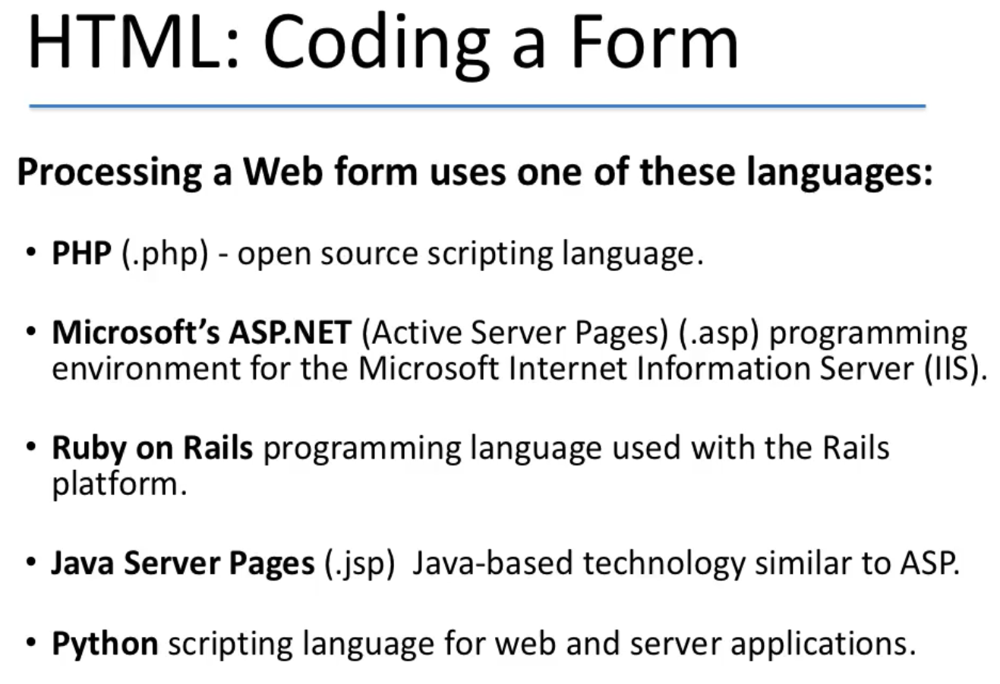 HTML: Coding a Form
Processing a Web form uses one of these languages:
• PHP (.php) - open source scripting language.
• Microsoft’s ASP.NET (Active Server Pages) (.asp) programming
environment for the Microsoft Internet Information Server (IIS).
• Ruby on Rails programming language used with the Rails
platform.
• Java Server Pages (.jsp)  Java-based technology similar to ASP.
• Python scripting language for web and server applications.